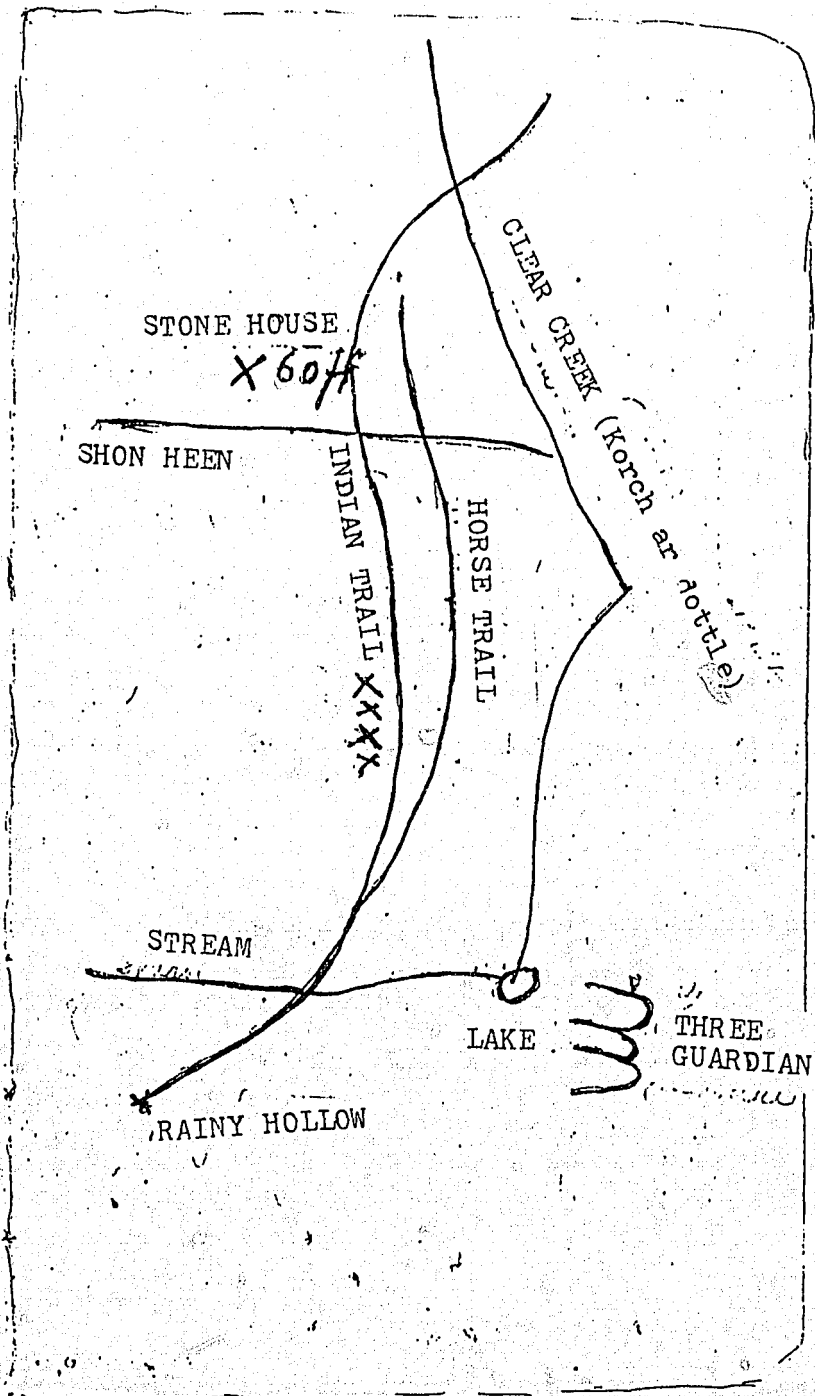 CLEAR CREEK (Korch ar dottle)
STONE HOUSE
X 60ff
SHON HEEN
INDIAN TRAIL XXXX
HORSE TRAIL
STREAM
LAKE
THREE
GUARDIAN
RAINY HOLLOW